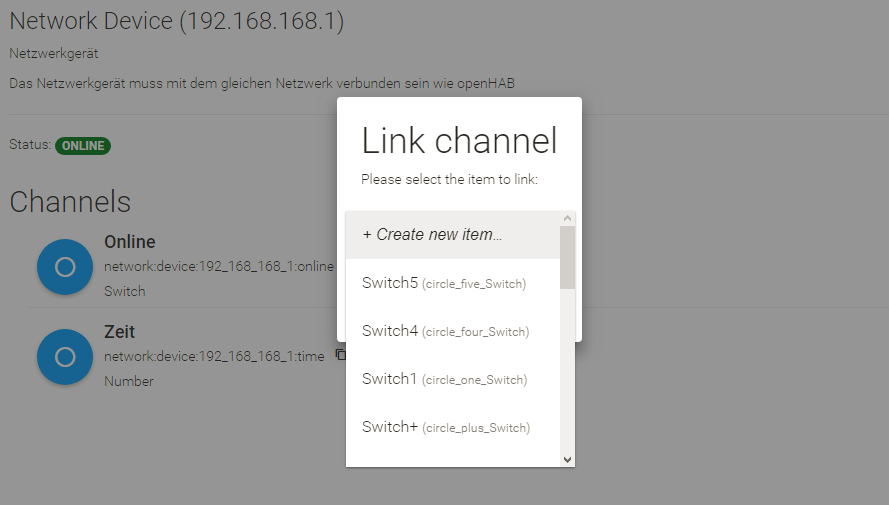 Network Device (192.168.168.1)
Netzwerkgerät
Das Netzwerkgerät muss mit dem gleichen Netzwerk verbunden sein wie openHAB
Status: ONLINE
Channels
Online
network:device:192_168_168_1:online
Switch
Zeit
network:device:192_168_168_1:time
Number
Link channel
Please select the item to link:
+ Create new item...
Switch5 (circle_five_Switch)
Switch4 (circle_four_Switch)
Switch1 (circle_one_Switch)
Switch+ (circle_plus_Switch)